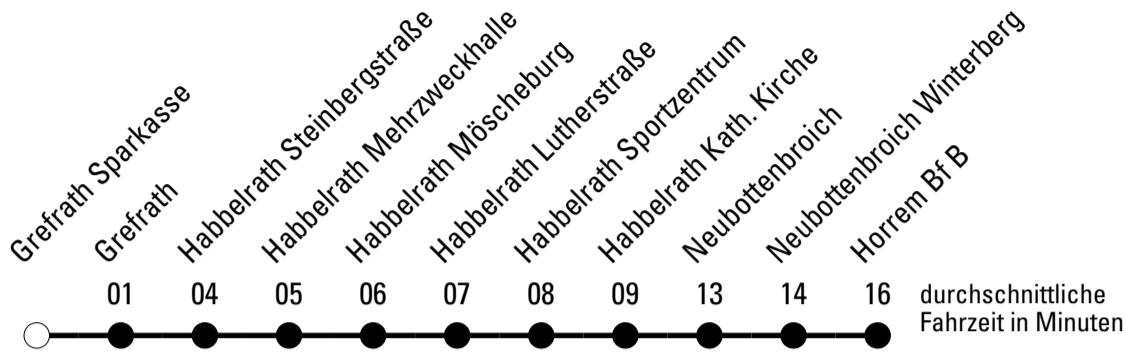 Grefrath Sparkasse
Grefrath
Habbelrath Steinbergstraße
Habbelrath Mehrzweckhalle
Habbelrath Möscheburg
Habbelrath Lutherstraße
Habbelrath Sportzentrum
Habbelrath Kath. Kirche
Neubottenbroich
Neubottenbroich Winterberg
Horrem Bf B
01 04 05 06 07 08 09 13 14 16
durchschnittliche
Fahrzeit in Minuten